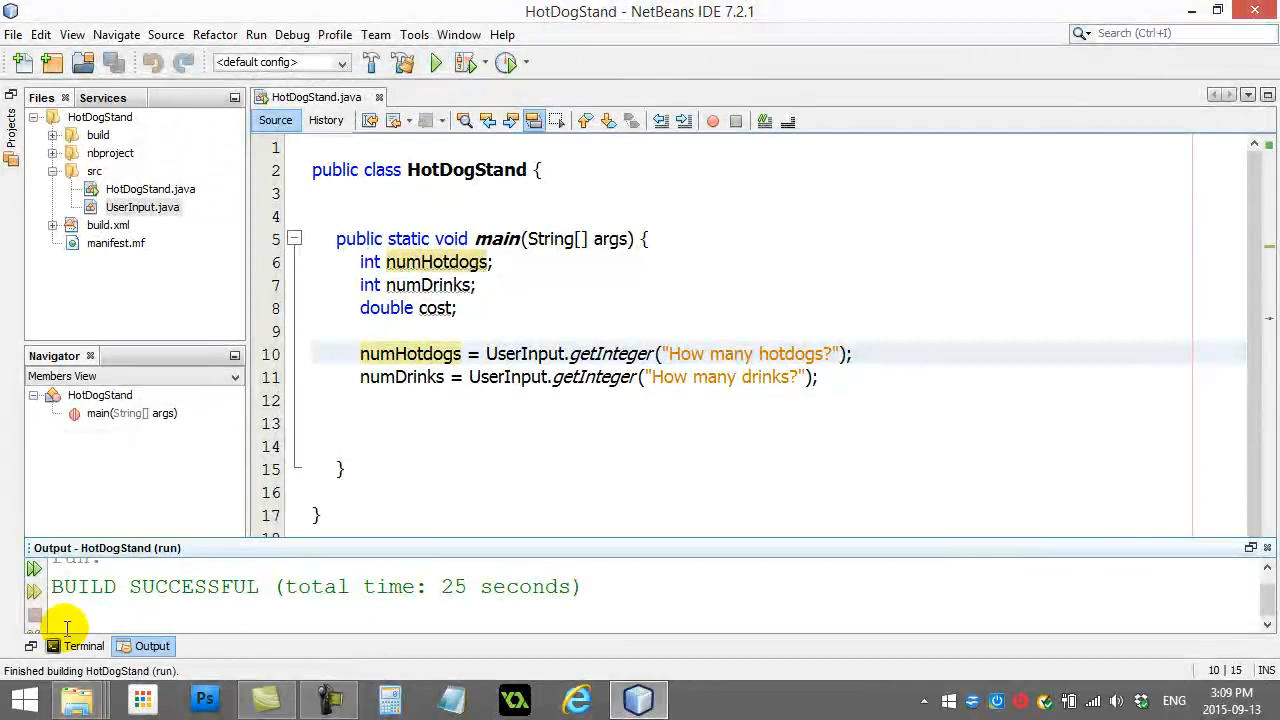 HotDogStand - NetBeans IDE 7.2.1
File Edit View Navigate Source Refactor Run Debug Profile Team Tools Window Help
Search (Ctrl+I)
<default config>
Projects
Files Services
HotDogStand
build
nbproject
src
HotDogStand.java
UserInput.java
build.xml
manifest.mf
Navigator
Members View
HotDogStand
main(String[] args)
HotDogStand.java
Source History
1
2 public class HotDogStand {
3
4
5 public static void main(String[] args) {
6 int numHotdogs;
7 int numDrinks;
8 double cost;
9
10 numHotdogs = UserInput.getInteger("How many hotdogs?");
11 numDrinks = UserInput.getInteger("How many drinks?");
12
13
14
15 }
16
17 }
18
Output - HotDogStand (run)
run:
BUILD SUCCESSFUL (total time: 25 seconds)
Terminal Output
Finished building HotDogStand (run).
10 | 15 INS
Ps
ENG
3:09 PM
2015-09-13